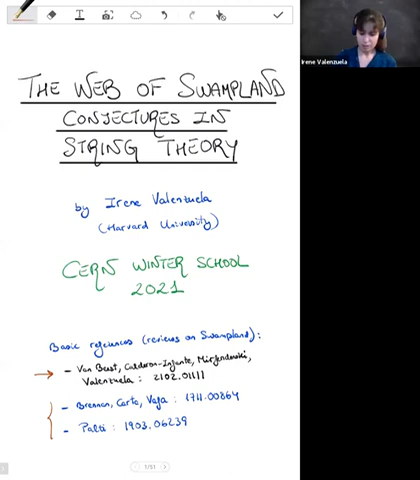 Irene Valenzuela
THE WEB OF SWAMPLAND
CONJECTURES IN
STRING THEORY
by Irene Valenzuela
(Harvard University)
CERN WINTER SCHOOL
2021
Basic references (reviews on Swampland):
- Van Beest, Calderon-Infante, Mirfendereski,
Valenzuela : 2102.01111
- Brennan, Carta, Vafa : 1711.00864
- Palti : 1903.06239
1/51